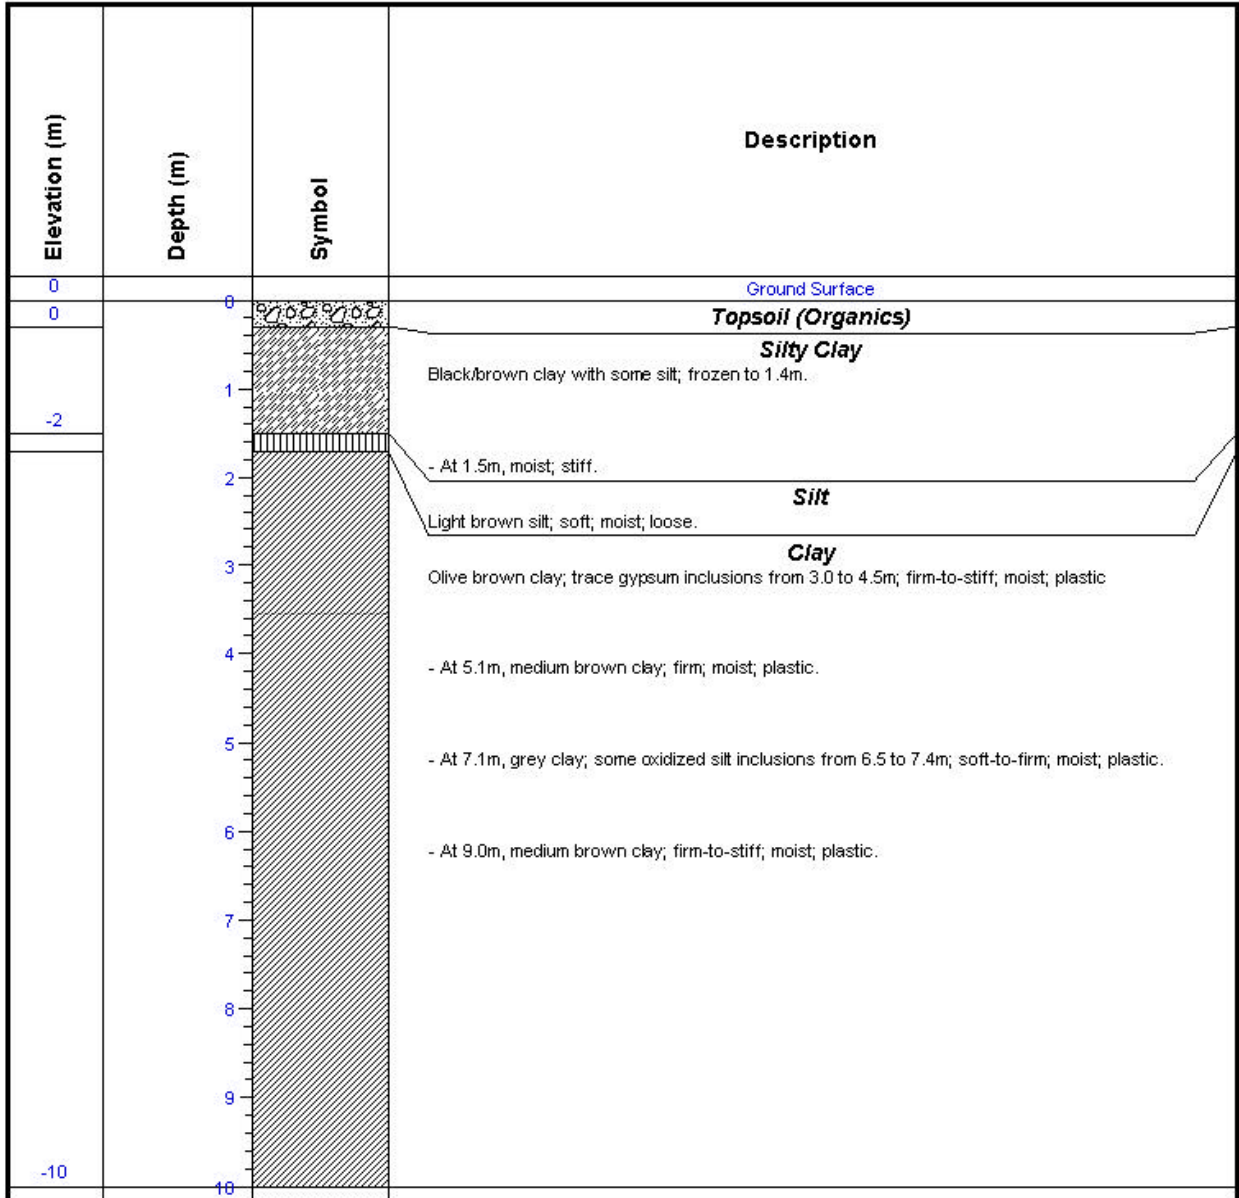 Elevation (m)
Depth (m)
Symbol
Description
0
Ground Surface
0
0
Topsoil (Organics)
Silty Clay
Black/brown clay with some silt; frozen to 1.4m.
1
-2
- At 1.5m, moist; stiff.
2
Silt
Light brown silt; soft; moist; loose.
Clay
3
Olive brown clay; trace gypsum inclusions from 3.0 to 4.5m; firm-to-stiff; moist; plastic
4
- At 5.1m, medium brown clay; firm; moist; plastic.
5
- At 7.1m, grey clay; some oxidized silt inclusions from 6.5 to 7.4m; soft-to-firm; moist; plastic.
6
- At 9.0m, medium brown clay; firm-to-stiff; moist; plastic.
7
8
9
-10
10